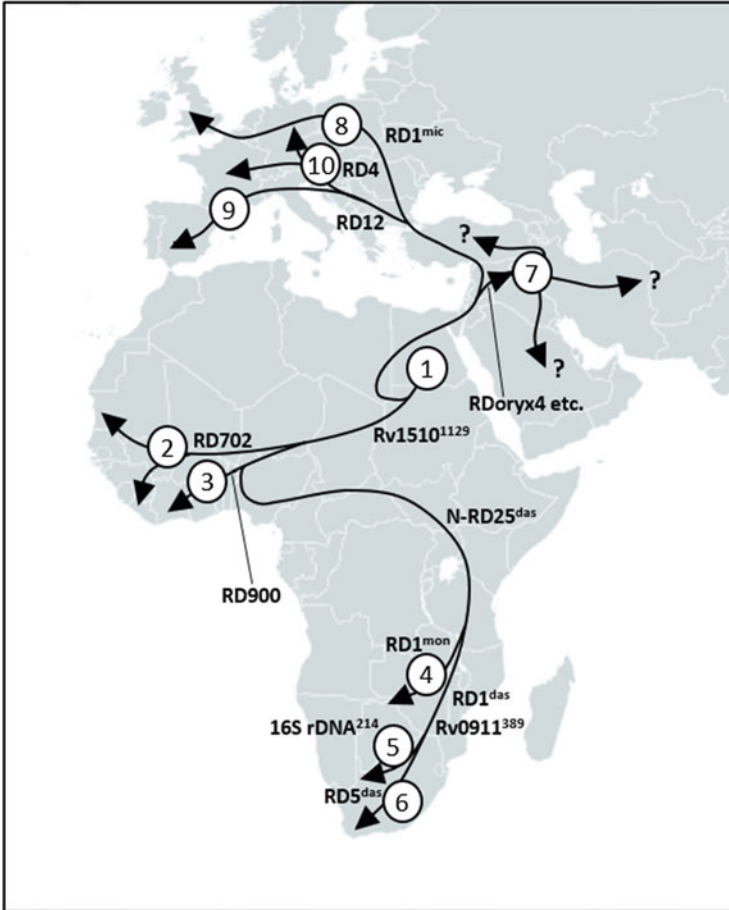 8
RD1ᵐⁱᶜ
10
RD4
9
RD12
?
7
?
?
1
RDoryx4 etc.
Rv1510¹¹²⁹
2
RD702
3
N-RD25ᵈᵃˢ
RD900
RD1ᵐᵒⁿ
4
RD1ᵈᵃˢ
16S rDNA²¹⁴
Rv0911³⁸⁹
5
RD5ᵈᵃˢ
6